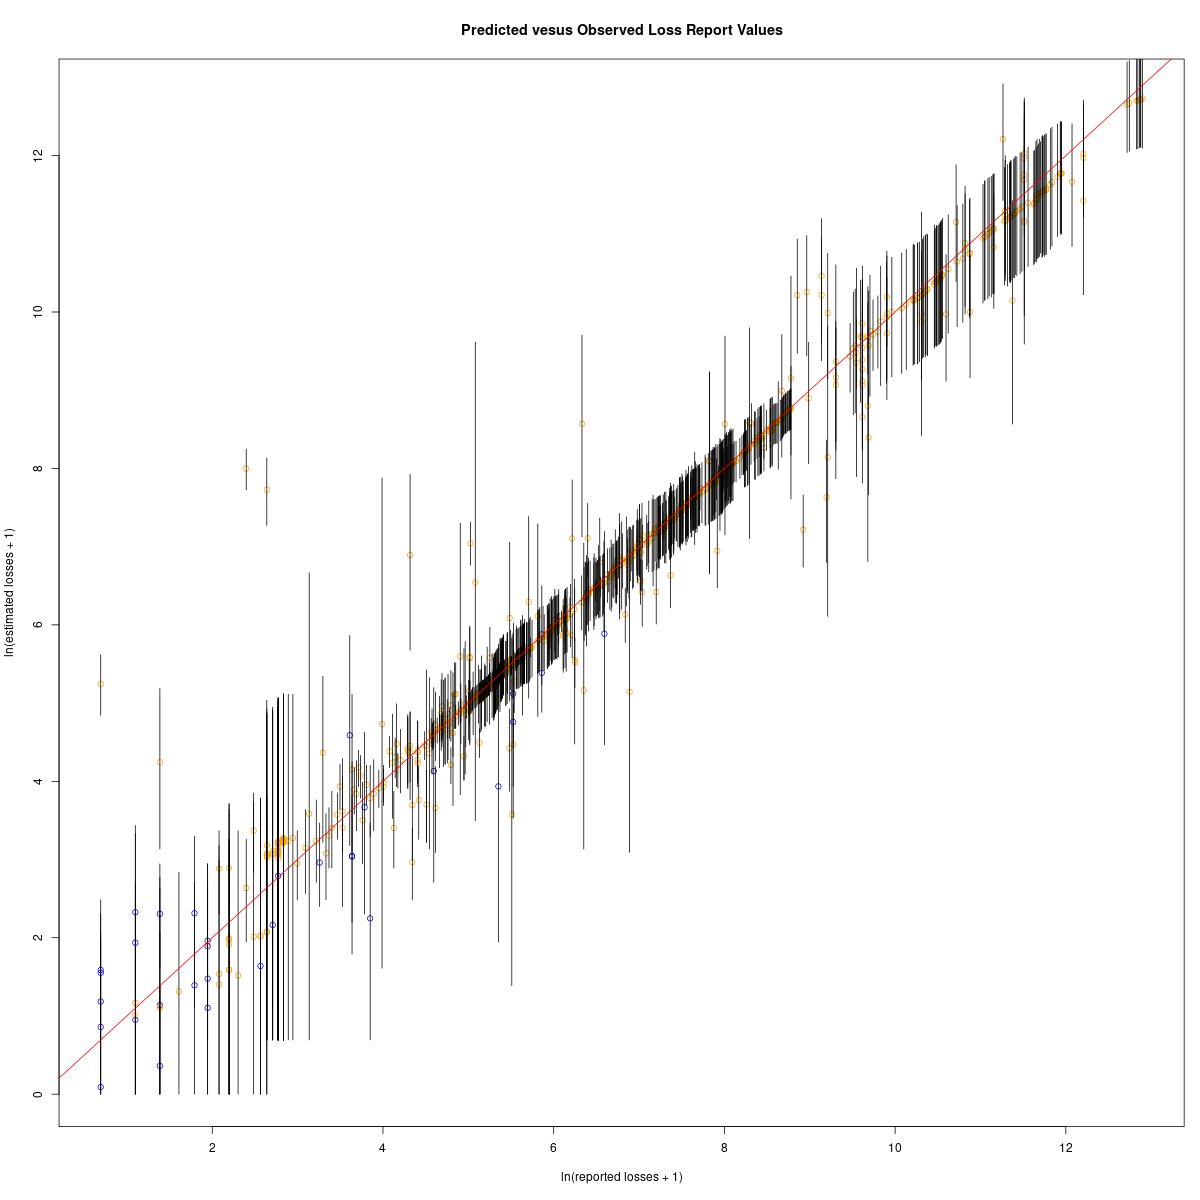 Predicted vesus Observed Loss Report Values
ln(estimated losses + 1)
12
10
8
6
4
2
0
2 4 6 8 10 12
ln(reported losses + 1)